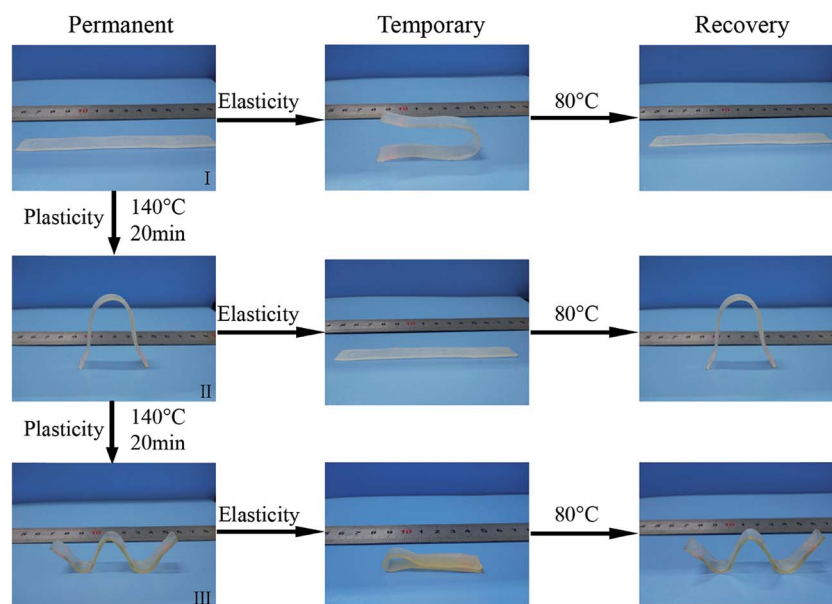 Permanent
Temporary
Recovery
Elasticity
80°C
I
Plasticity
140°C
20min
Elasticity
80°C
II
Plasticity
140°C
20min
Elasticity
80°C
III